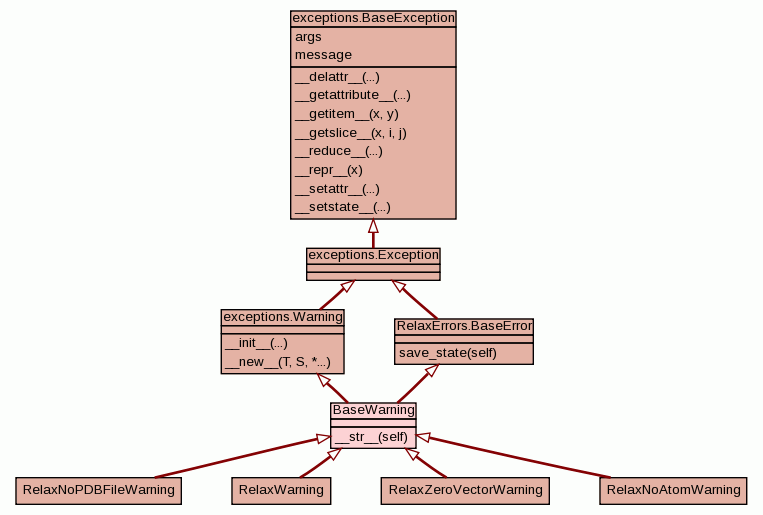 exceptions.BaseException
args
message
__delattr__(...)
__getattribute__(...)
__getitem__(x, y)
__getslice__(x, i, j)
__reduce__(...)
__repr__(x)
__setattr__(...)
__setstate__(...)
exceptions.Exception
exceptions.Warning
__init__(...)
__new__(T, S, *...)
RelaxErrors.BaseError
save_state(self)
BaseWarning
__str__(self)
RelaxNoPDBFileWarning
RelaxWarning
RelaxZeroVectorWarning
RelaxNoAtomWarning